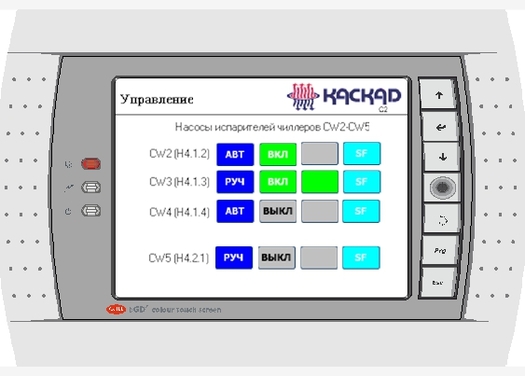 Управление
КАСКАД
C2
Насосы испарителей чиллеров CW2-CW5
CW2 (H4.1.2) АВТ ВКЛ SF
CW3 (H4.1.3) РУЧ ВКЛ SF
CW4 (H4.1.4) АВТ ВЫКЛ SF
CW5 (H4.2.1) РУЧ ВЫКЛ SF
Prg
Esc
pGD³ colour touch screen